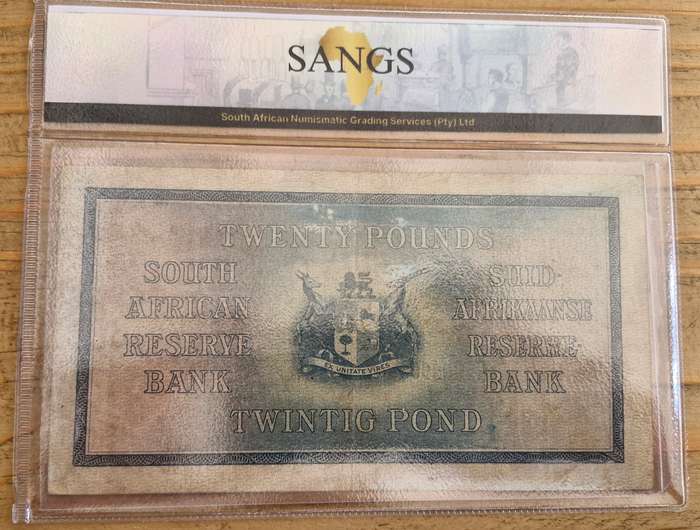 SANGS
South African Numismatic Grading Services (Pty) Ltd
TWENTY POUNDS
SOUTH
AFRICAN
RESERVE
BANK
SUID-
AFRIKAANSE
RESERWE-
BANK
EX UNITATE VIRES
TWINTIG POND